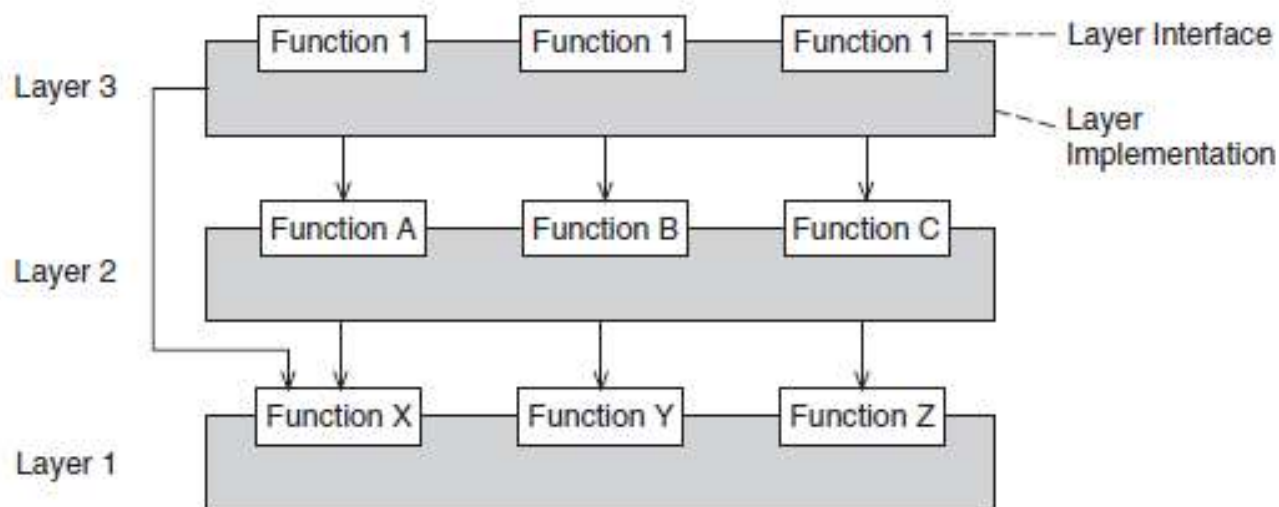 Function 1
Function 1
Function 1
Layer Interface
Layer 3
Layer
Implementation
Function A
Function B
Function C
Layer 2
Function X
Function Y
Function Z
Layer 1